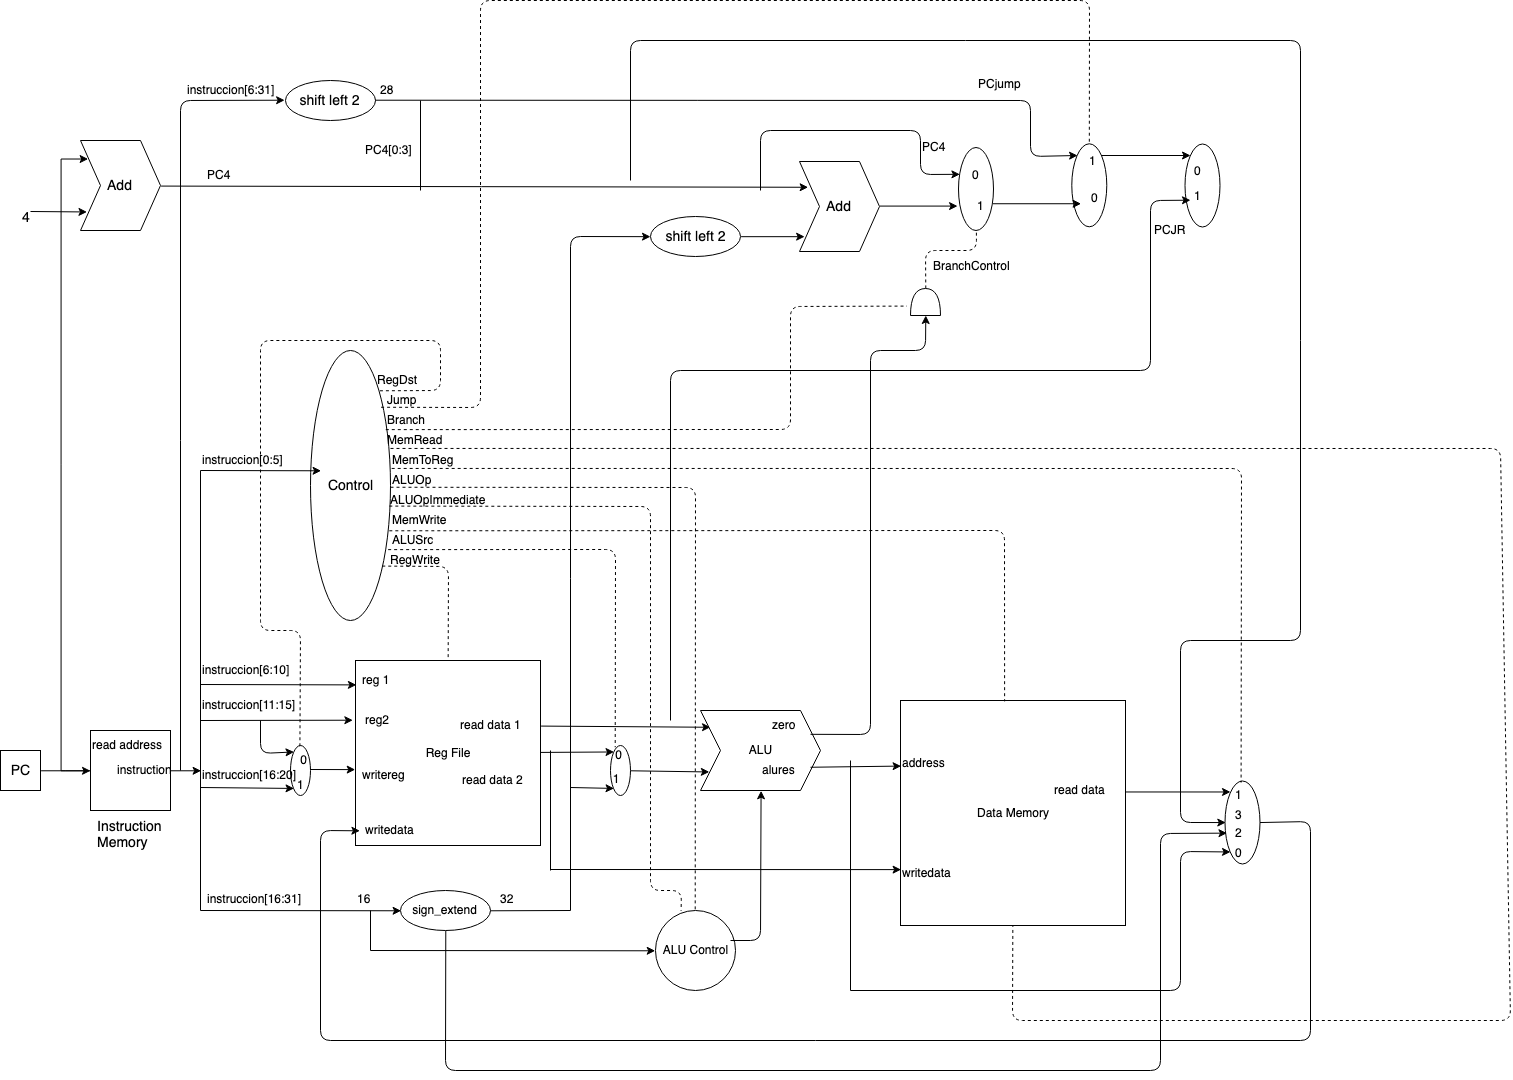 PCjump
instruccion[6:31]
shift left 2
28
PC4[0:3]
PC4
1
0
0
1
PC4
Add
0
1
Add
4
PCJR
shift left 2
BranchControl
RegDst
Jump
Branch
MemRead
MemToReg
instruccion[0:5]
ALUOp
Control
ALUOpImmediate
MemWrite
ALUSrc
RegWrite
instruccion[6:10]
reg 1
instruccion[11:15]
reg2
read data 1
zero
read address
Reg File
ALU
0
0
address
PC
instruction
instruccion[16:20]
writereg
read data 2
alures
1
1
read data
1
Data Memory
3
Instruction
Memory
writedata
2
0
writedata
instruccion[16:31]
16
sign_extend
32
ALU Control